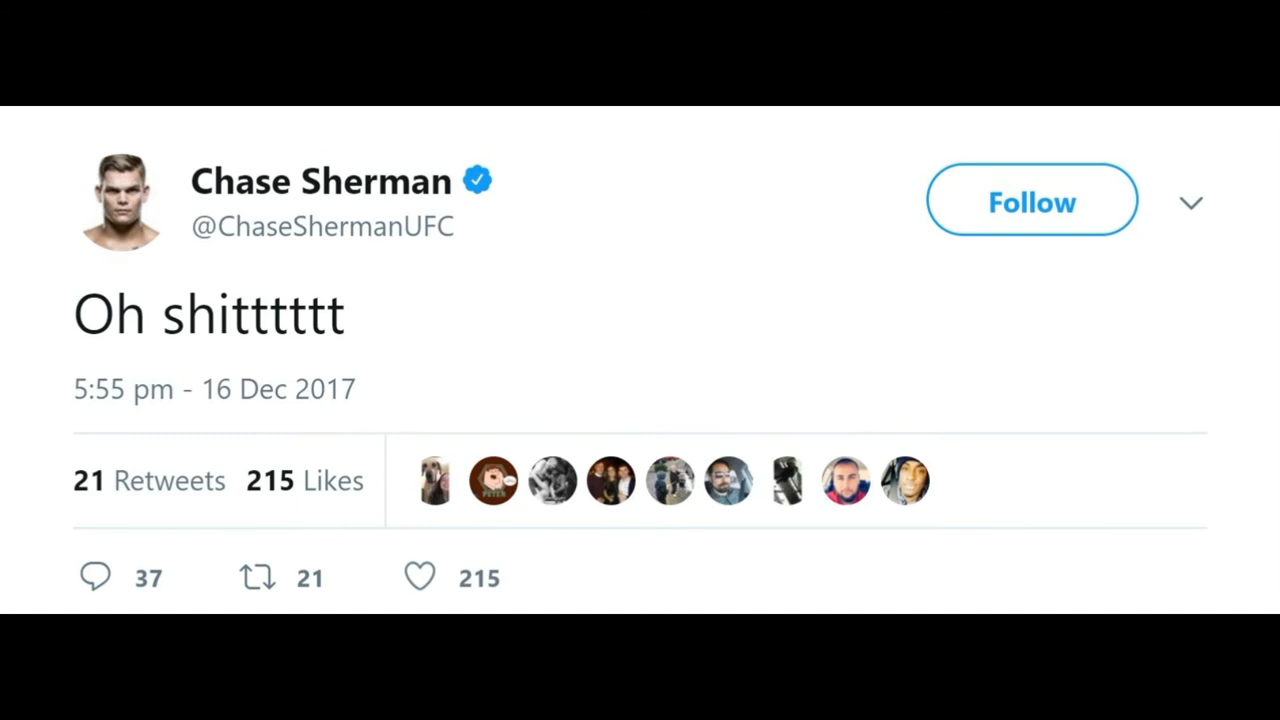 Chase Sherman
@ChaseShermanUFC
Follow
Oh shitttttt
5:55 pm - 16 Dec 2017
21 Retweets 215 Likes
PETER
37 21 215